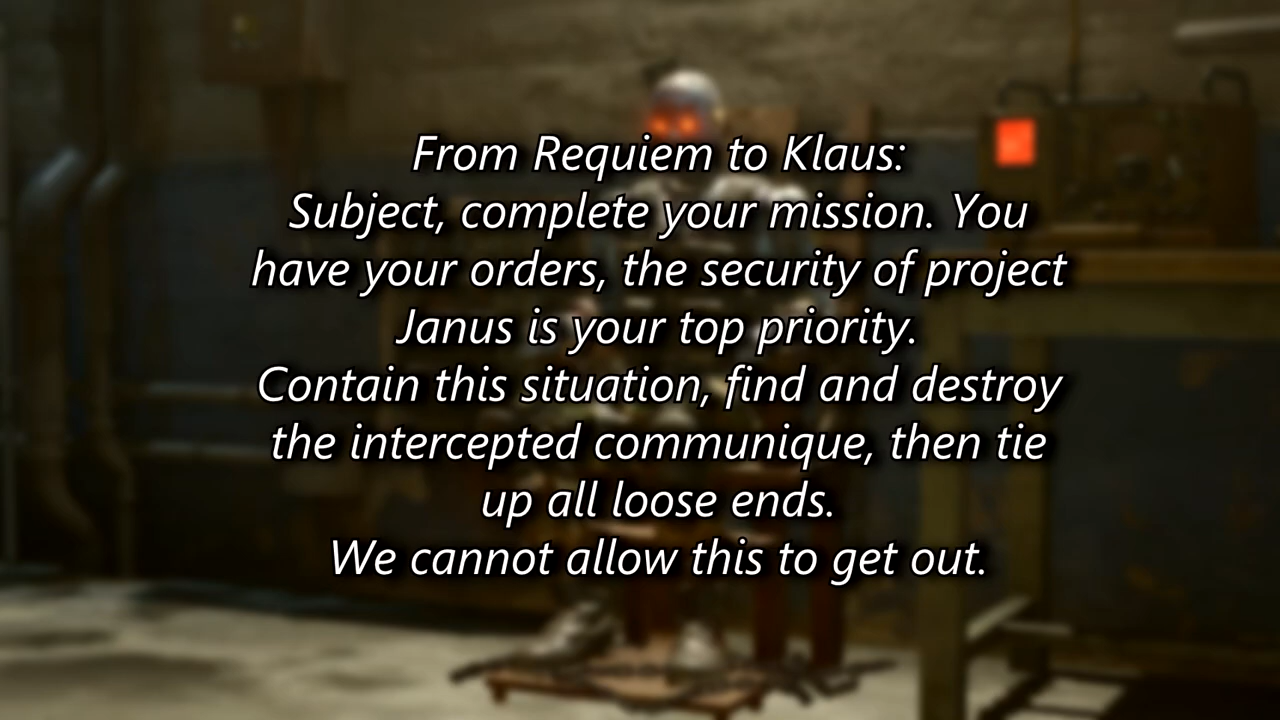 From Requiem to Klaus:
Subject, complete your mission. You
have your orders, the security of project
Janus is your top priority.
Contain this situation, find and destroy
the intercepted communique, then tie
up all loose ends.
We cannot allow this to get out.